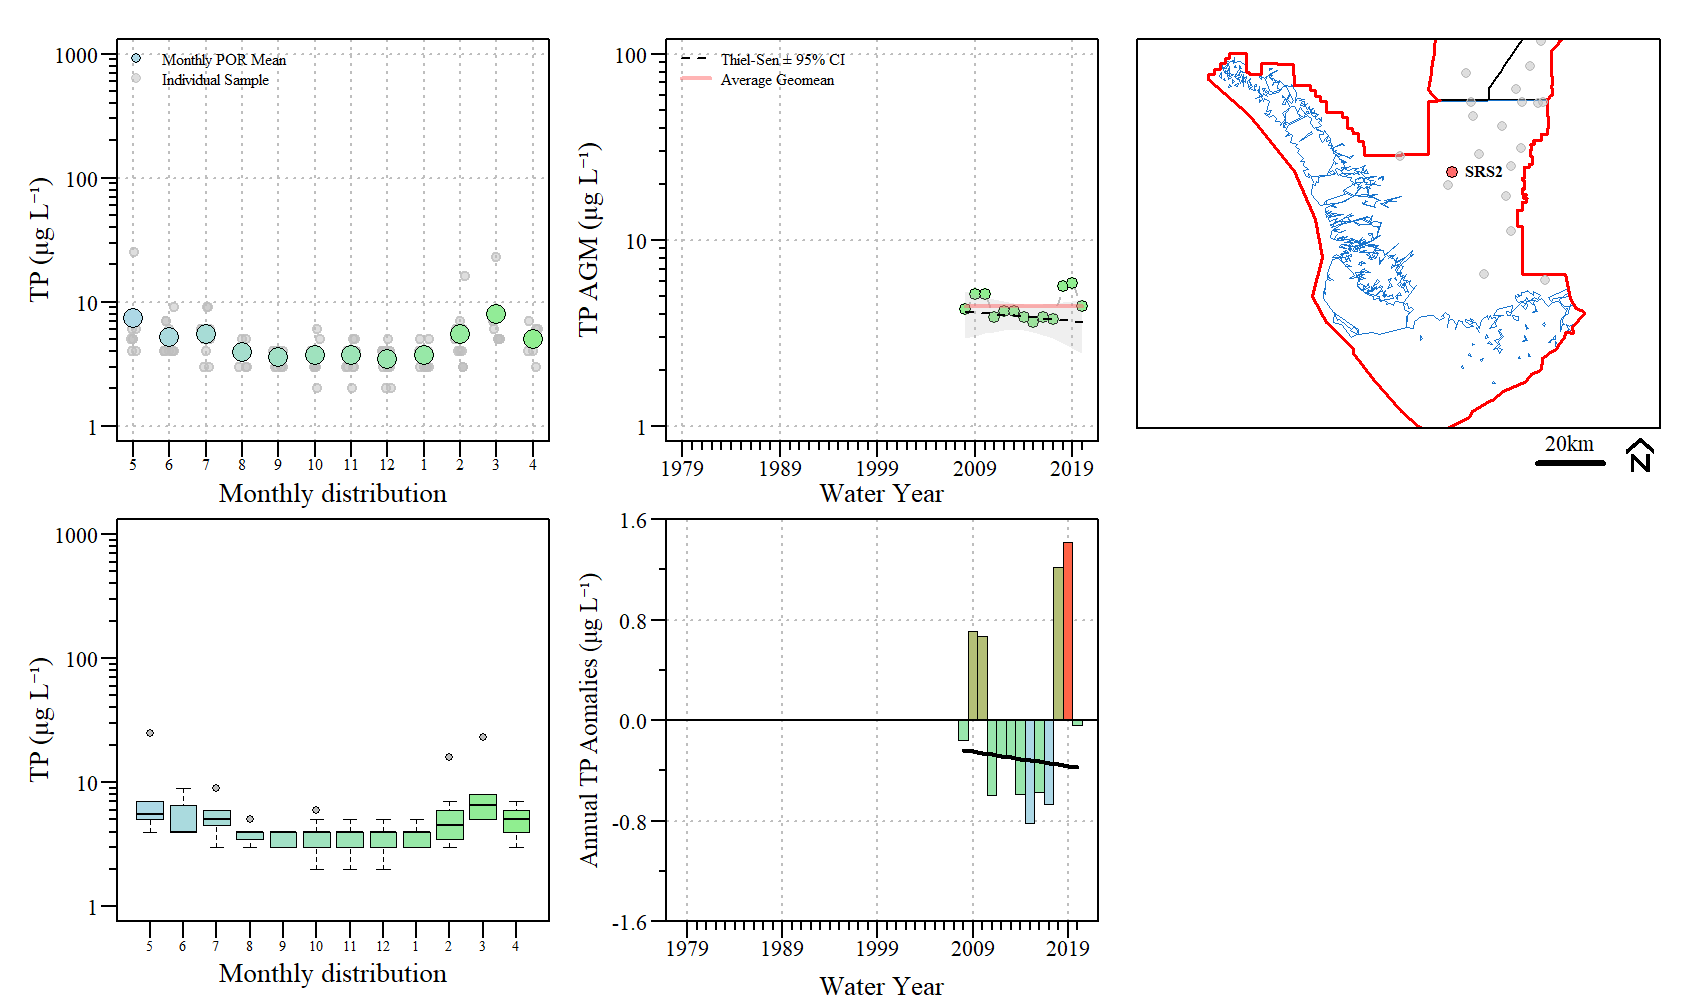 1000
100
10
1
TP (µg L⁻¹)
Monthly POR Mean
Individual Sample
5 6 7 8 9 10 11 12 1 2 3 4
Monthly distribution
100
10
1
TP AGM (µg L⁻¹)
Thiel-Sen ± 95% CI
Average Geomean
1979 1989 1999 2009 2019
Water Year
SRS2
20km
N
1000
100
10
1
TP (µg L⁻¹)
5 6 7 8 9 10 11 12 1 2 3 4
Monthly distribution
1.6
0.8
0.0
-0.8
-1.6
Annual TP Aomalies (µg L⁻¹)
1979 1989 1999 2009 2019
Water Year